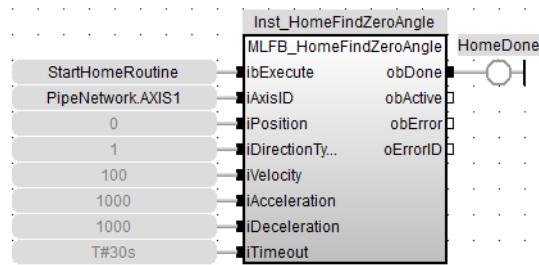 Inst_HomeFindZeroAngle
MLFB_HomeFindZeroAngle HomeDone
StartHomeRoutine ibExecute obDone
PipeNetwork.AXIS1 iAxisID obActive
0 iPosition obError
1 iDirectionTy... oErrorID
100 iVelocity
1000 iAcceleration
1000 iDeceleration
T#30s iTimeout